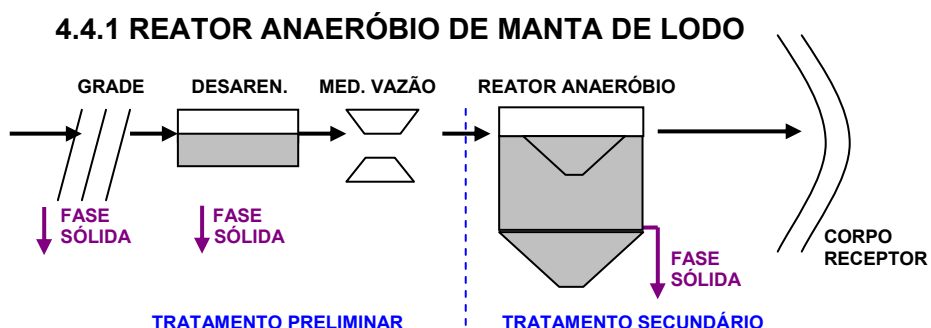 4.4.1 REATOR ANAERÓBIO DE MANTA DE LODO
GRADE
DESAREN.
MED. VAZÃO
REATOR ANAERÓBIO
FASE
SÓLIDA
FASE
SÓLIDA
FASE
SÓLIDA
CORPO
RECEPTOR
TRATAMENTO PRELIMINAR
TRATAMENTO SECUNDÁRIO